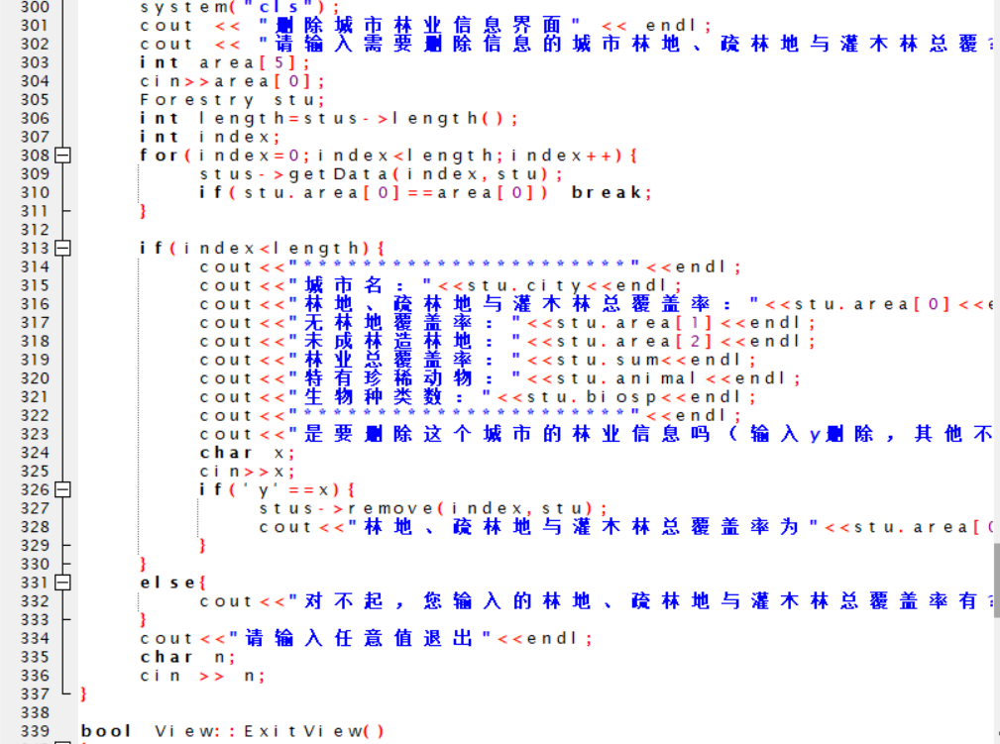 300 system("cls");
301 cout << "删除城市林业信息界面" << endl;
302 cout << "请输入需要删除信息的城市林地、疏林地与灌木林总覆
303 int area[5];
304 cin>>area[0];
305 Forestry stu;
306 int length=stus->length();
307 int index;
308 for(index=0;index<length;index++){
309 stus->getData(index,stu);
310 if(stu.area[0]==area[0]) break;
311 }
312
313 if(index<length){
314 cout<<"**********************"<<endl;
315 cout<<"城市名："<<stu.city<<endl;
316 cout<<"林地、疏林地与灌木林总覆盖率："<<stu.area[0]<<e
317 cout<<"无林地覆盖率："<<stu.area[1]<<endl;
318 cout<<"未成林造林地："<<stu.area[2]<<endl;
319 cout<<"林业总覆盖率："<<stu.sum<<endl;
320 cout<<"特有珍稀动物："<<stu.animal<<endl;
321 cout<<"生物种类数："<<stu.biosp<<endl;
322 cout<<"**********************"<<endl;
323 cout<<"是要删除这个城市的林业信息吗（输入y删除，其他不
324 char x;
325 cin>>x;
326 if('y'==x){
327 stus->remove(index,stu);
328 cout<<"林地、疏林地与灌木林总覆盖率为"<<stu.area[0
329 }
330 }
331 else{
332 cout<<"对不起，您输入的林地、疏林地与灌木林总覆盖率有
333 }
334 cout<<"请输入任意值退出"<<endl;
335 char n;
336 cin >> n;
337 }
338
339 bool View::ExitView()